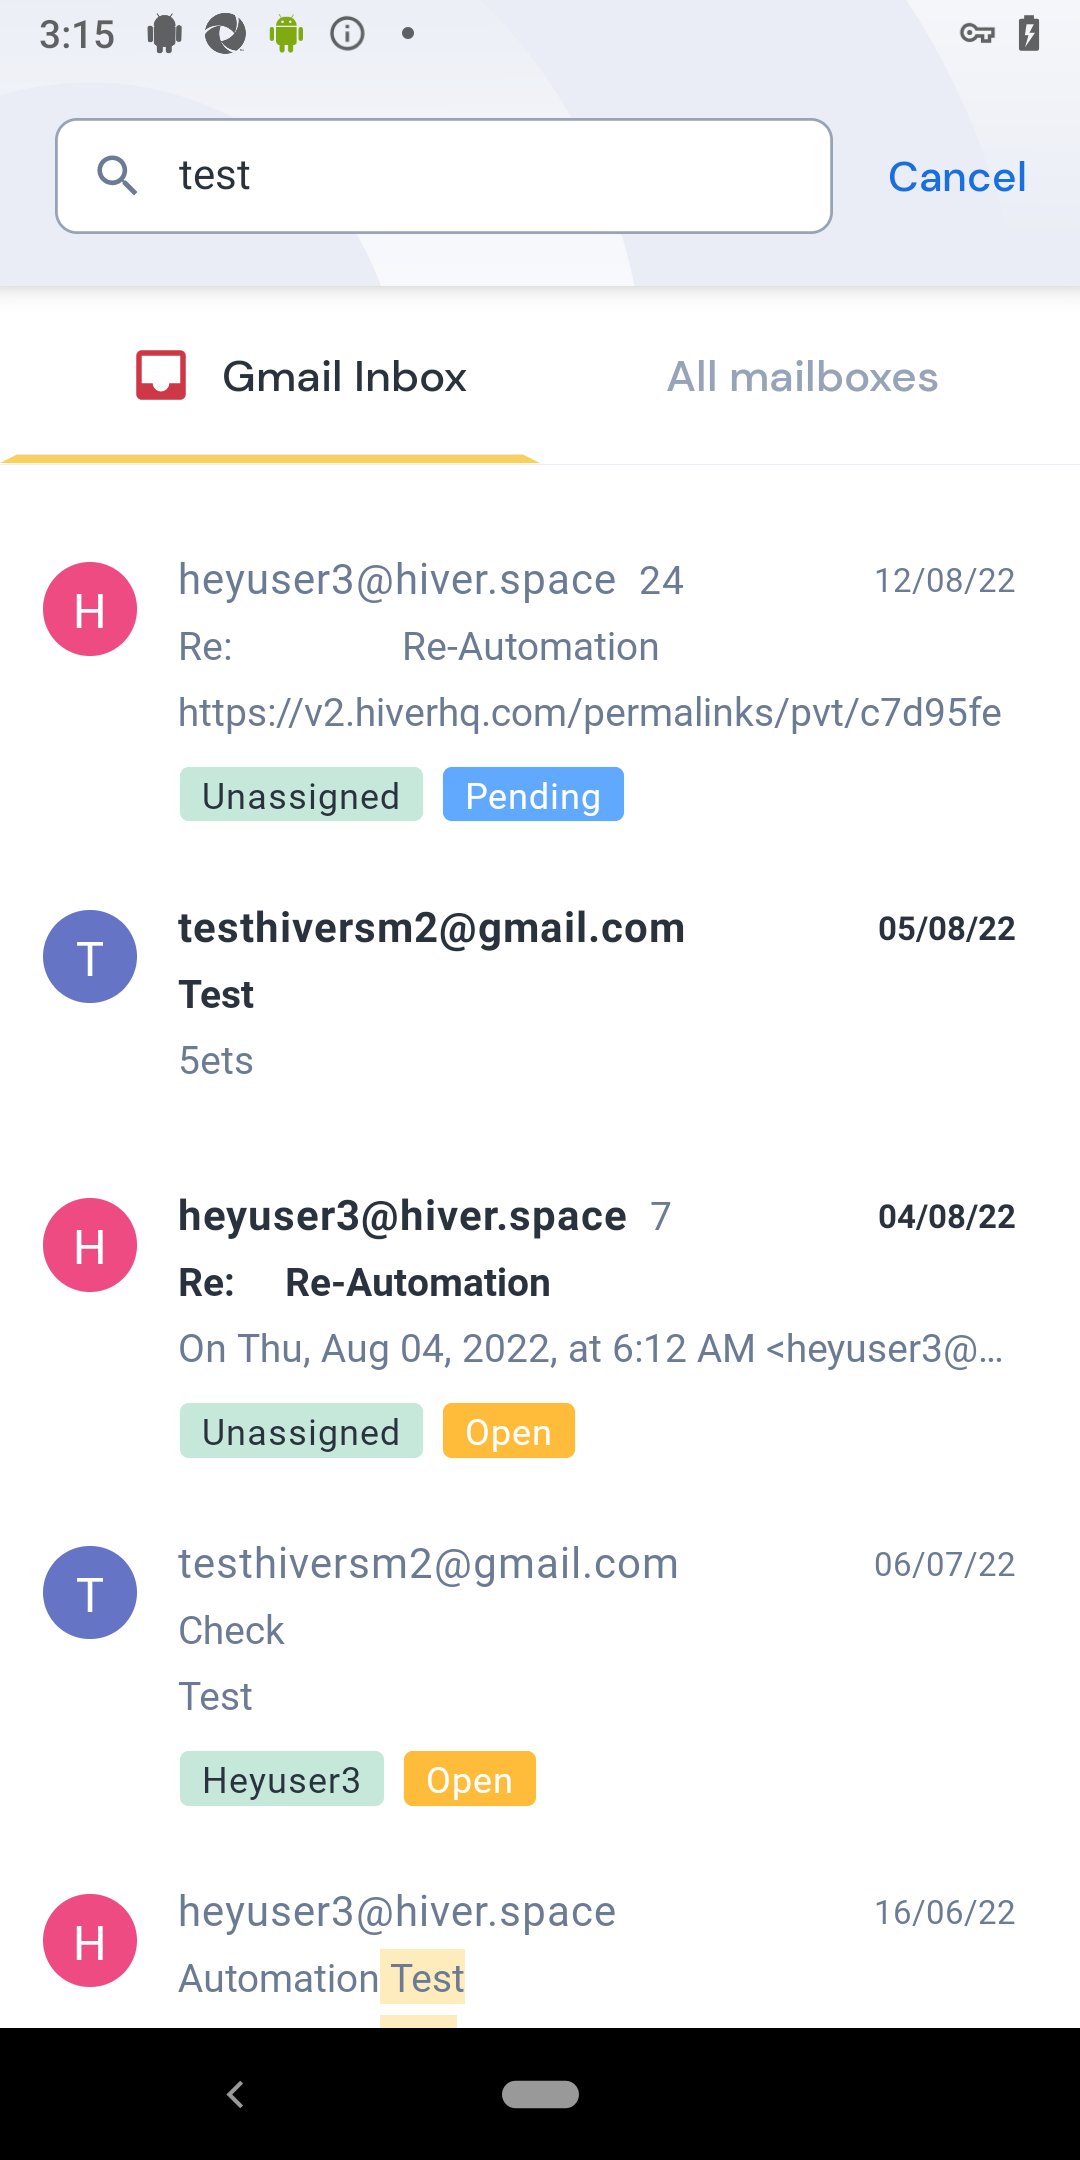 3:15
test
Cancel
Gmail Inbox
All mailboxes
H
heyuser3@hiver.space 24
12/08/22
Re: Re-Automation
https://v2.hiverhq.com/permalinks/pvt/c7d95fe
Unassigned
Pending
T
testhiversm2@gmail.com
05/08/22
Test
5ets
H
heyuser3@hiver.space 7
04/08/22
Re: Re-Automation
On Thu, Aug 04, 2022, at 6:12 AM <heyuser3@...
Unassigned
Open
T
testhiversm2@gmail.com
06/07/22
Check
Test
Heyuser3
Open
H
heyuser3@hiver.space
16/06/22
Automation Test